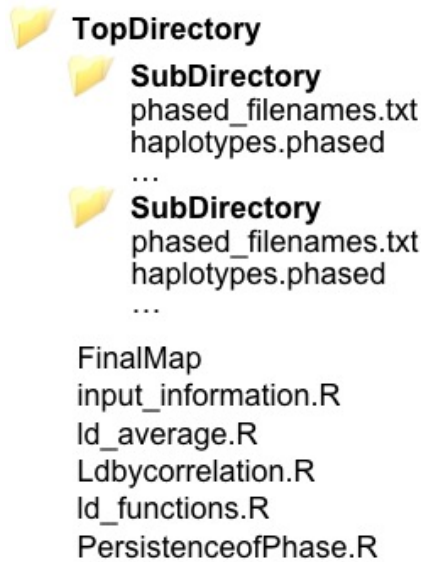 TopDirectory
SubDirectory
phased_filenames.txt
haplotypes.phased
...
SubDirectory
phased_filenames.txt
haplotypes.phased
...
FinalMap
input_information.R
ld_average.R
Ldbycorrelation.R
ld_functions.R
PersistenceofPhase.R